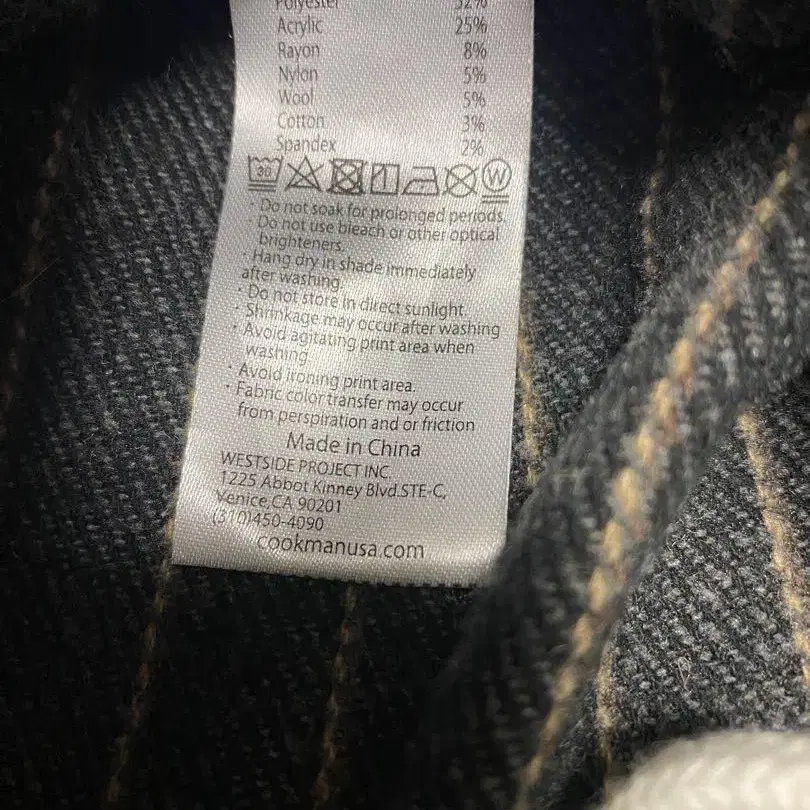 Polyester 52%
Acrylic 25%
Rayon 8%
Nylon 5%
Wool 5%
Cotton 3%
Spandex 2%
30 W
· Do not soak for prolonged periods.
· Do not use bleach or other optical
brighteners.
· Hang dry in shade immediately
after washing.
· Do not store in direct sunlight.
· Shrinkage may occur after washing
· Avoid agitating print area when
washing
· Avoid ironing print area.
· Fabric color transfer may occur
from perspiration and or friction
Made in China
WESTSIDE PROJECT INC.
1225 Abbot Kinney Blvd.STE-C,
Venice,CA 90201
(310)450-4090
cookmanusa.com